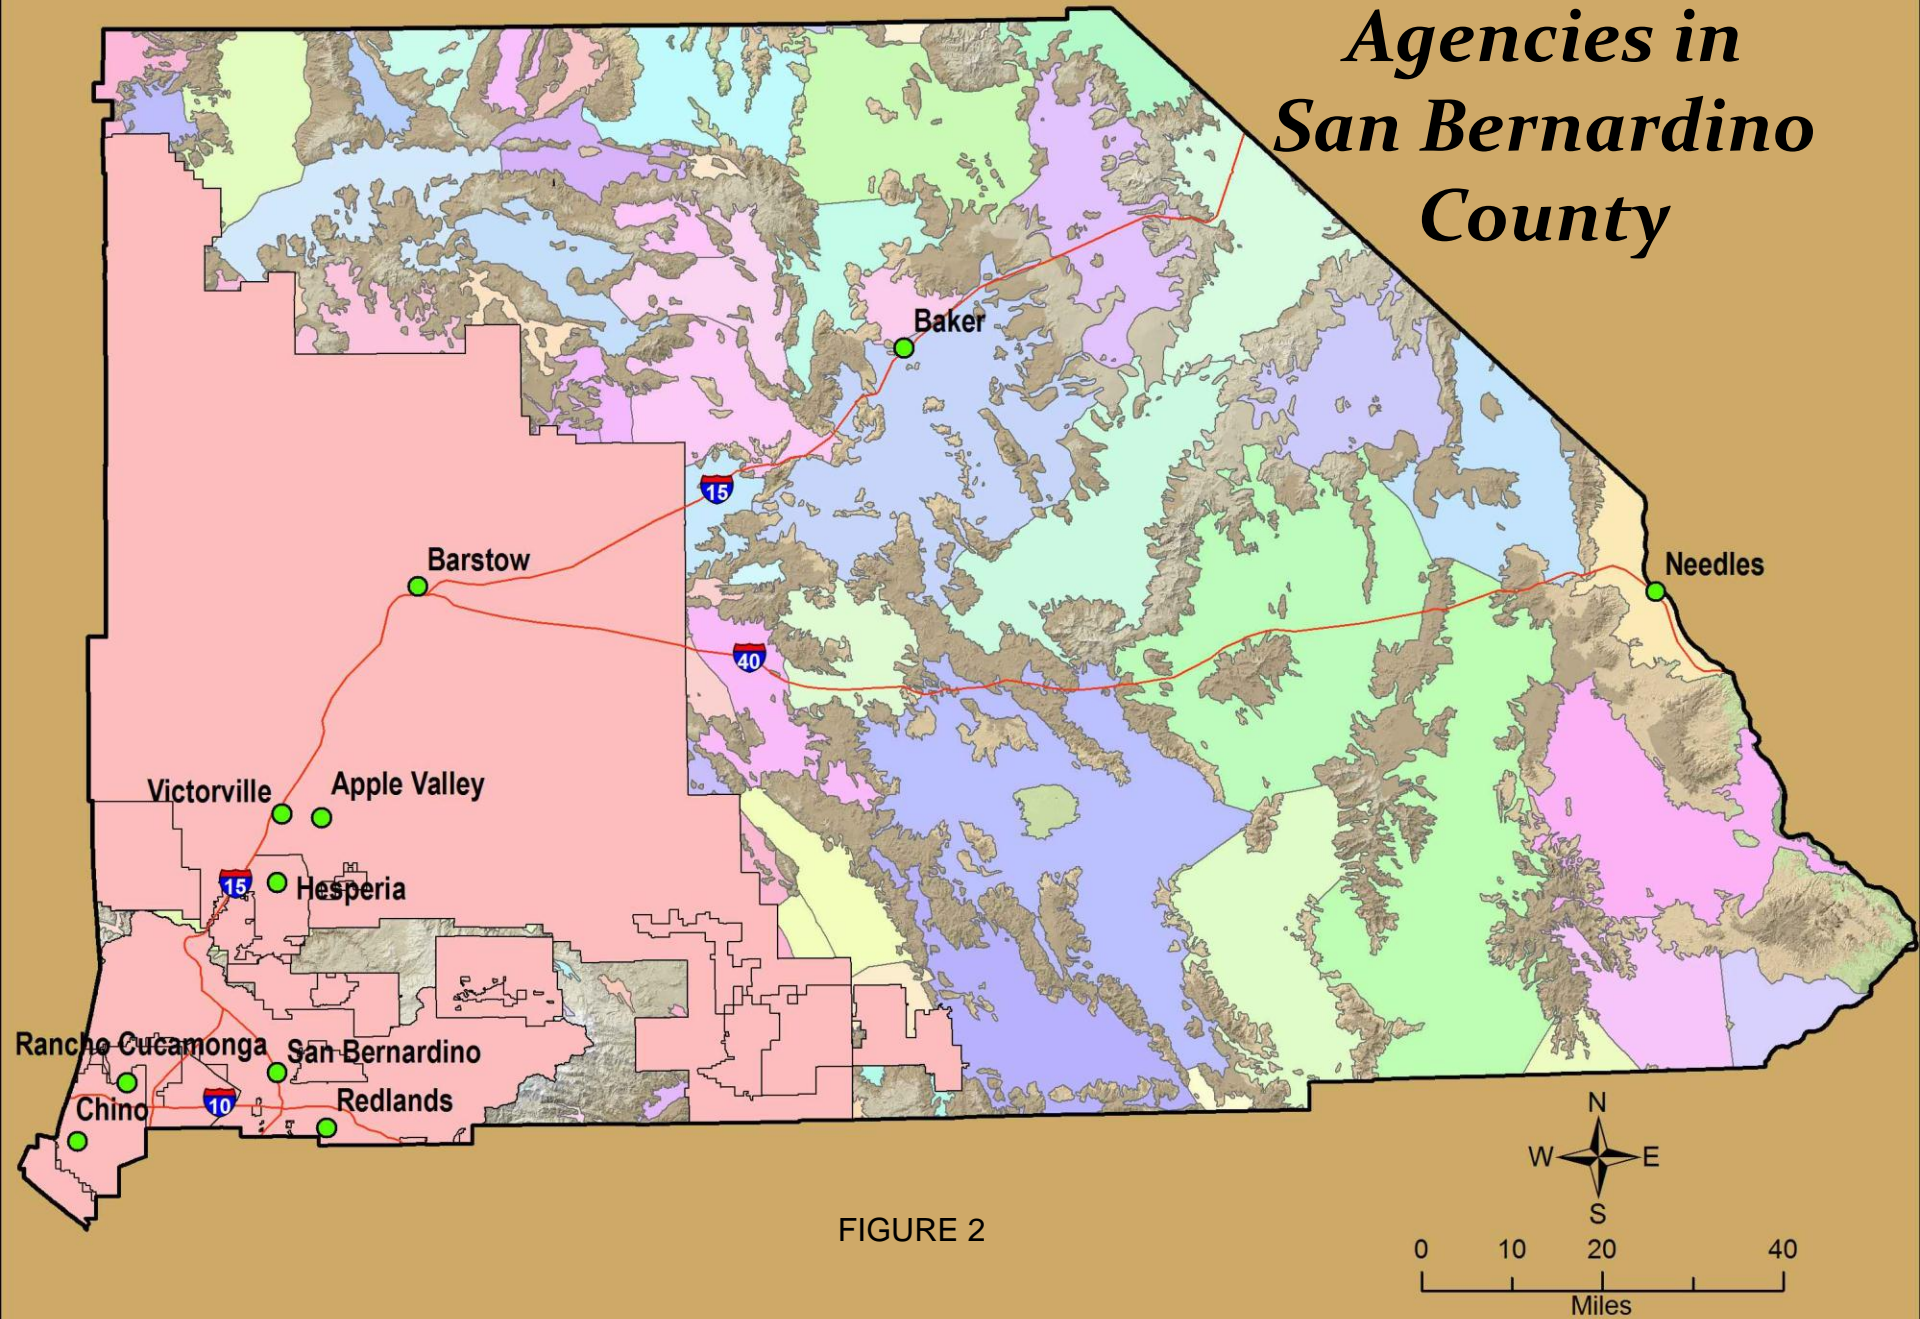 Agencies in
San Bernardino
County
Baker
15
Barstow
Needles
40
Victorville
Apple Valley
15
Hesperia
Rancho Cucamonga
San Bernardino
Redlands
10
Chino
N
W E
S
FIGURE 2
0 10 20 40
Miles